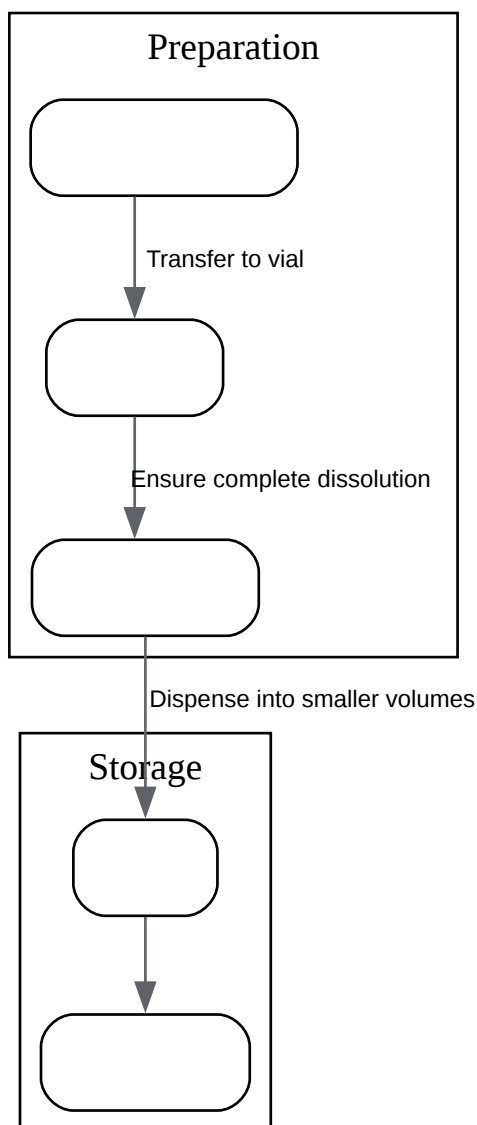 Preparation
Transfer to vial
Ensure complete dissolution
Dispense into smaller volumes
Storage